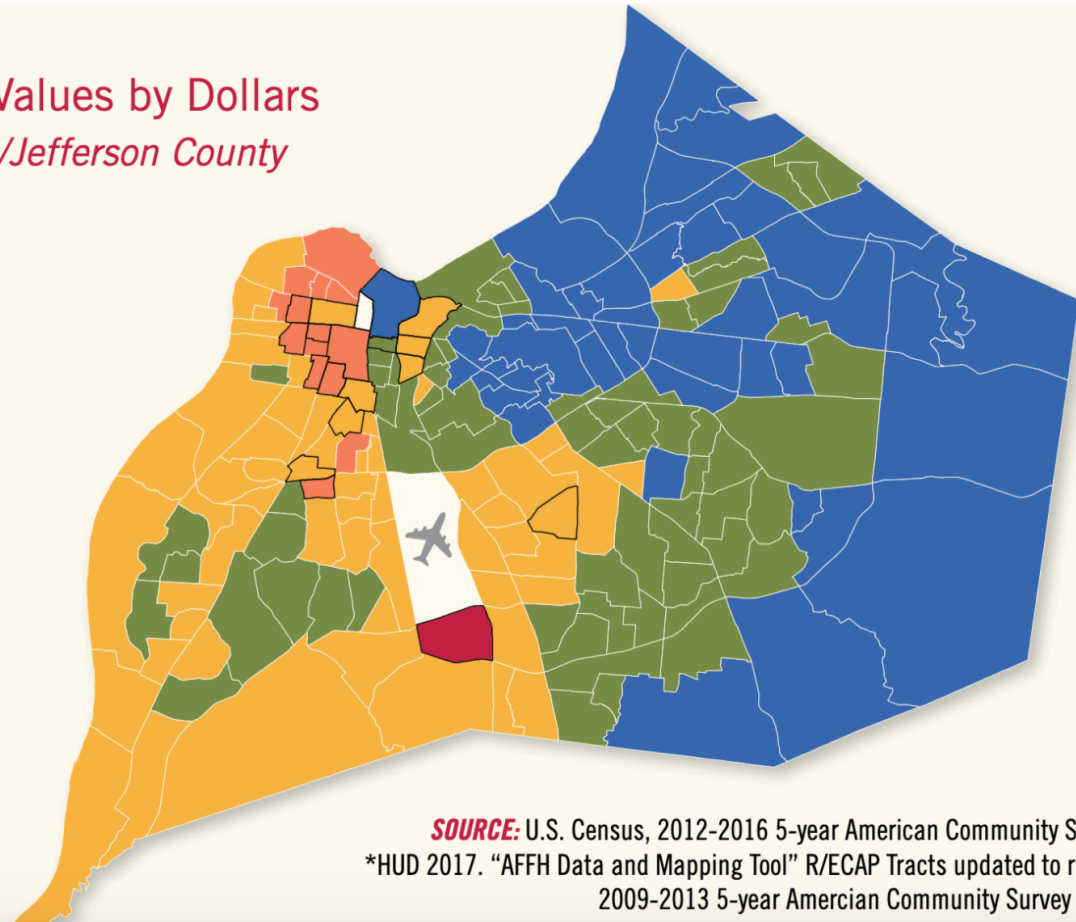 Values by Dollars
/Jefferson County
SOURCE: U.S. Census, 2012-2016 5-year American Community S
*HUD 2017. “AFFH Data and Mapping Tool” R/ECAP Tracts updated to r
2009-2013 5-year Amercian Community Survey